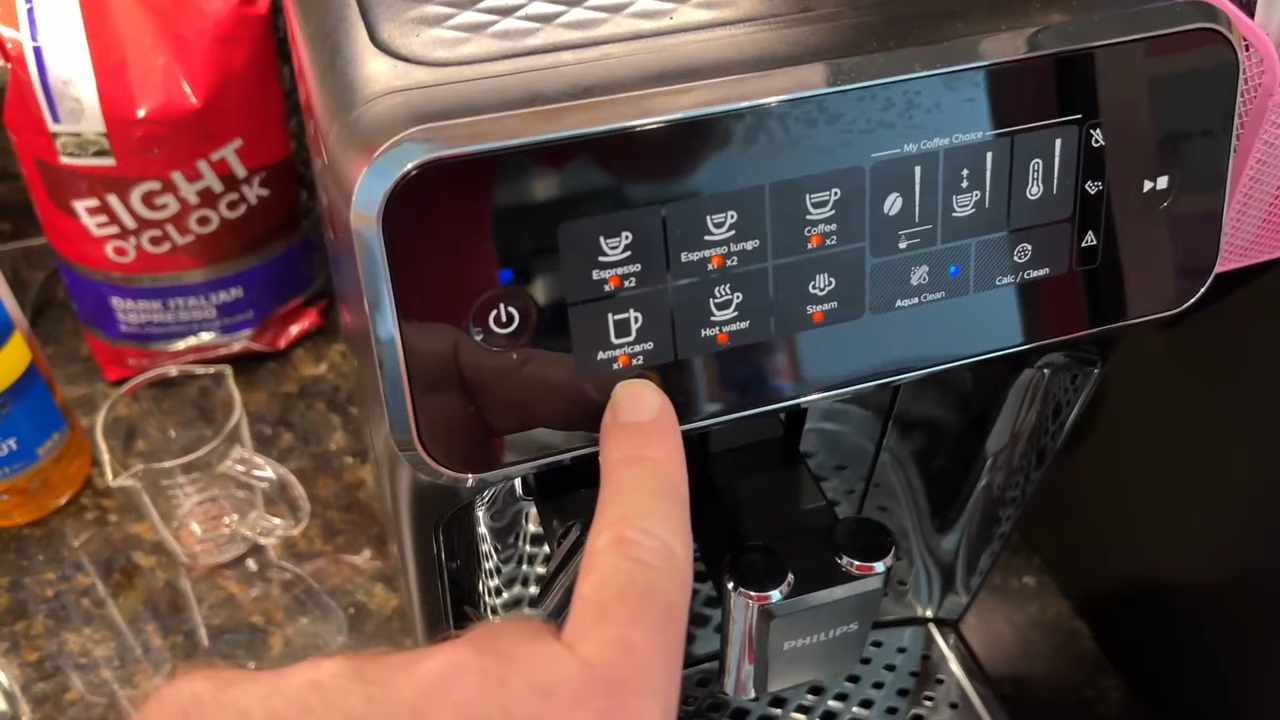 EIGHT
O'CLOCK
DARK ITALIAN
ESPRESSO
My Coffee Choice
Espresso
x1 x2
Espresso lungo
x1 x2
Coffee
x1 x2
Americano
x1 x2
Hot water
Steam
Aqua Clean
Calc / Clean
PHILIPS